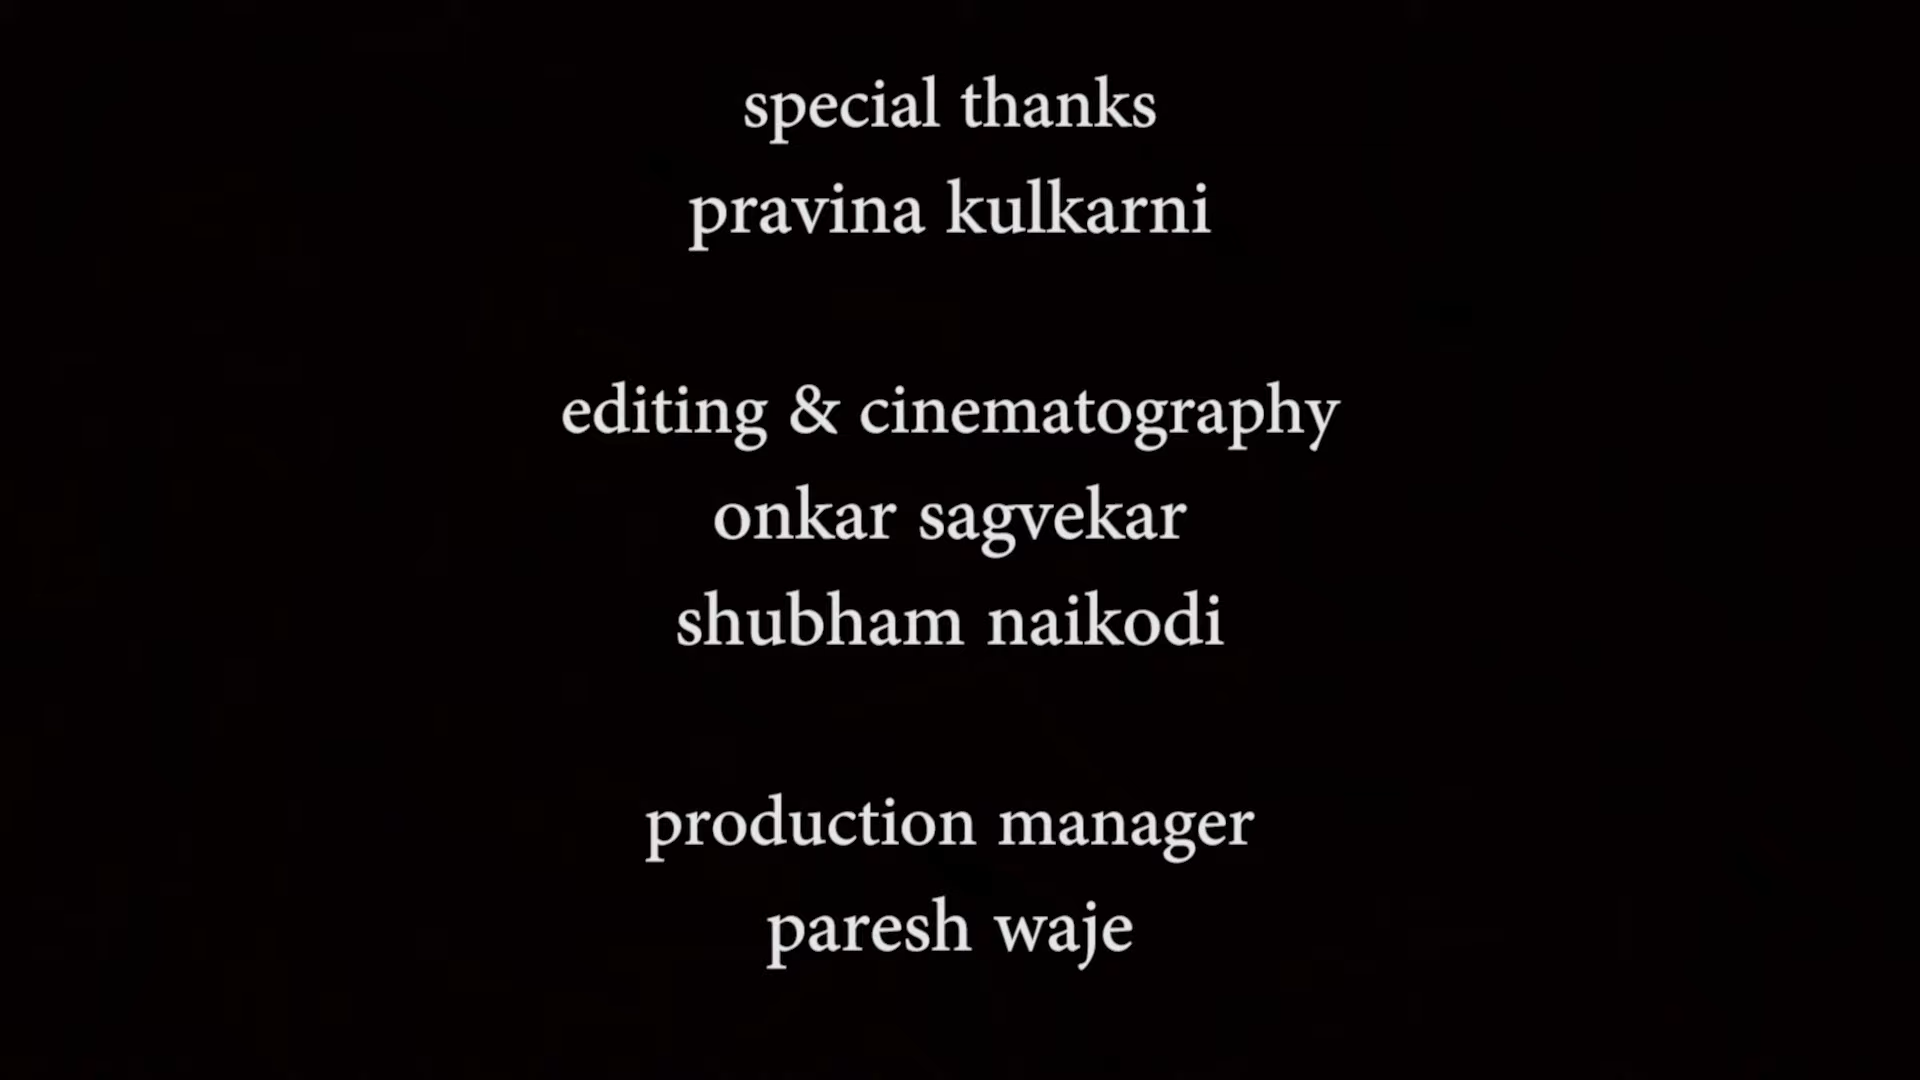 special thanks
pravina kulkarni
editing & cinematography
onkar sagvekar
shubham naikodi
production manager
paresh waje